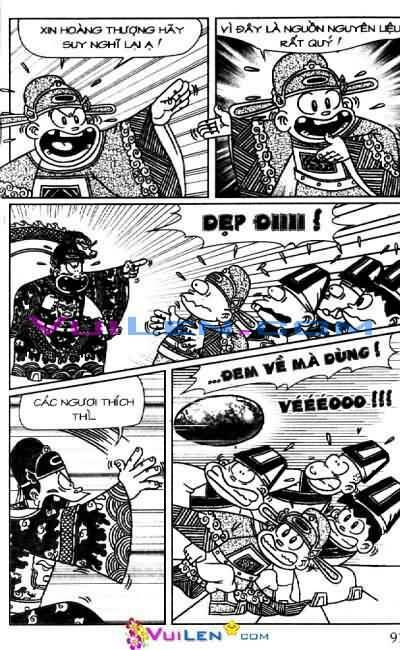 XIN HOÀNG THƯỢNG HÃY
SUY NGHĨ LẠI Ạ!
VÌ ĐÂY LÀ NGUỒN NGUYÊN LIỆU
RẤT QUÝ!
DẸP ĐIIII!
VUILEN.COM
CÁC NGƯƠI THÍCH
THÌ...
...ĐEM VỀ MÀ DÙNG!
VÉÉÉOOO!!!
VUILEN.COM